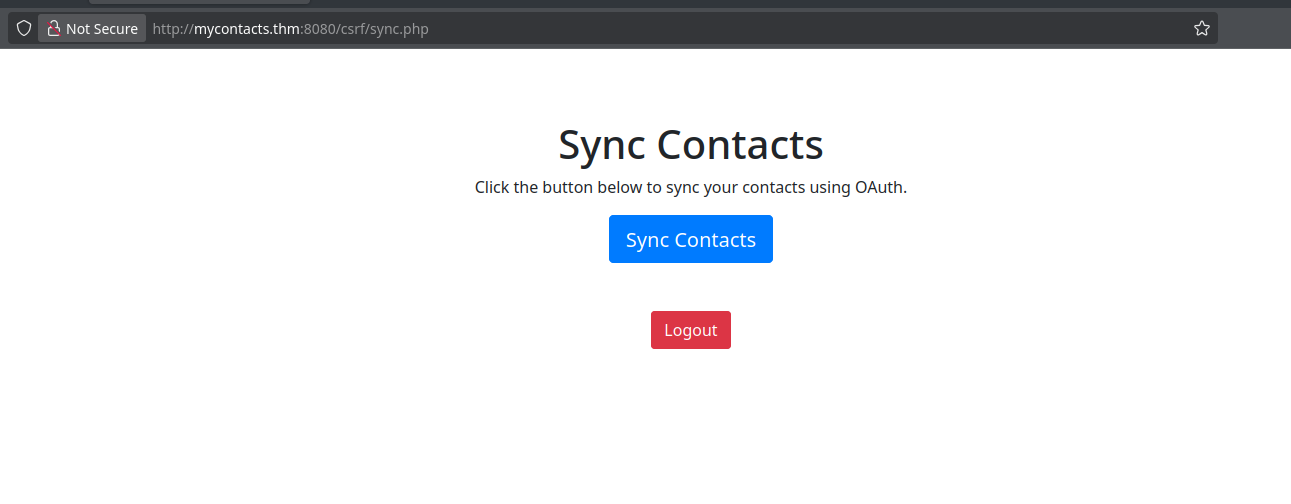 Not Secure http://mycontacts.thm:8080/csrf/sync.php
Sync Contacts
Click the button below to sync your contacts using OAuth.
Sync Contacts
Logout